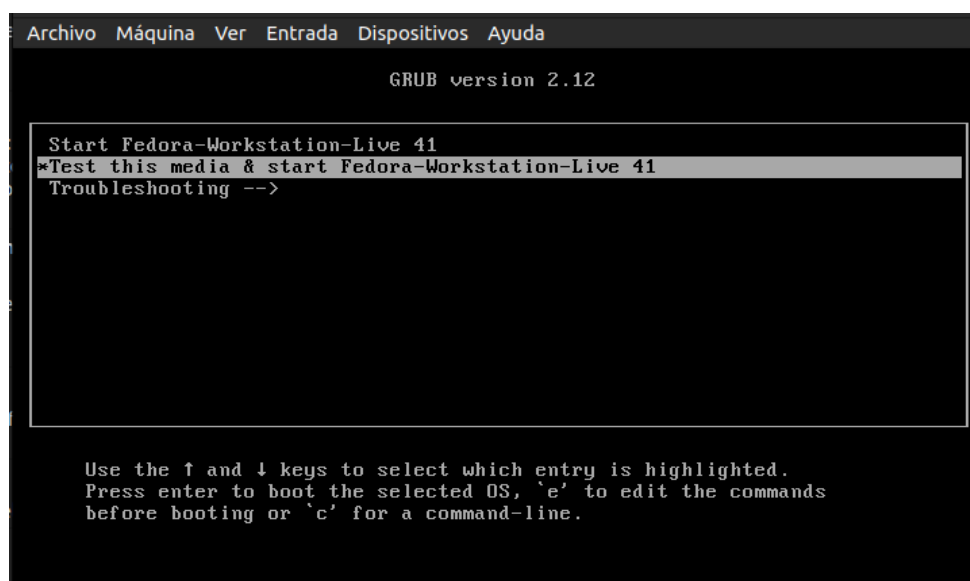 Archivo Máquina Ver Entrada Dispositivos Ayuda
GRUB version 2.12
Start Fedora-Workstation-Live 41
*Test this media & start Fedora-Workstation-Live 41
Troubleshooting -->
Use the ↑ and ↓ keys to select which entry is highlighted.
Press enter to boot the selected OS, `e' to edit the commands
before booting or `c' for a command-line.